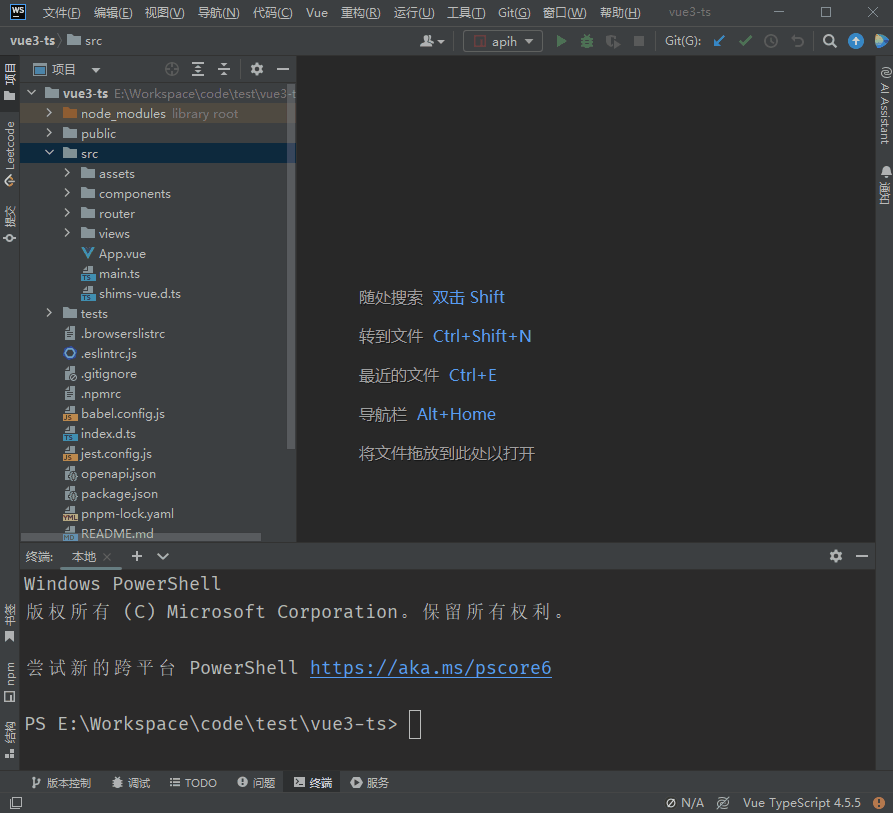 WS 文件(F) 编辑(E) 视图(V) 导航(N) 代码(C) Vue 重构(R) 运行(U) 工具(T) Git(G) 窗口(W) 帮助(H) vue3-ts
vue3-ts src apih Git(G):
项目
vue3-ts E:\Workspace\code\test\vue3-t
node_modules library root
public
src
assets
components
router
views
App.vue
main.ts
shims-vue.d.ts
tests
.browserslistrc
.eslintrc.js
.gitignore
.npmrc
babel.config.js
index.d.ts
jest.config.js
openapi.json
package.json
pnpm-lock.yaml
README.md
项目
Leetcode
提交
书签
npm
结构
随处搜索 双击 Shift
转到文件 Ctrl+Shift+N
最近的文件 Ctrl+E
导航栏 Alt+Home
将文件拖放到此处以打开
AI Assistant
通知
终端: 本地
Windows PowerShell
版权所有 (C) Microsoft Corporation。保留所有权利。
尝试新的跨平台 PowerShell https://aka.ms/pscore6
PS E:\Workspace\code\test\vue3-ts>
版本控制 调试 TODO 问题 终端 服务
N/A Vue TypeScript 4.5.5